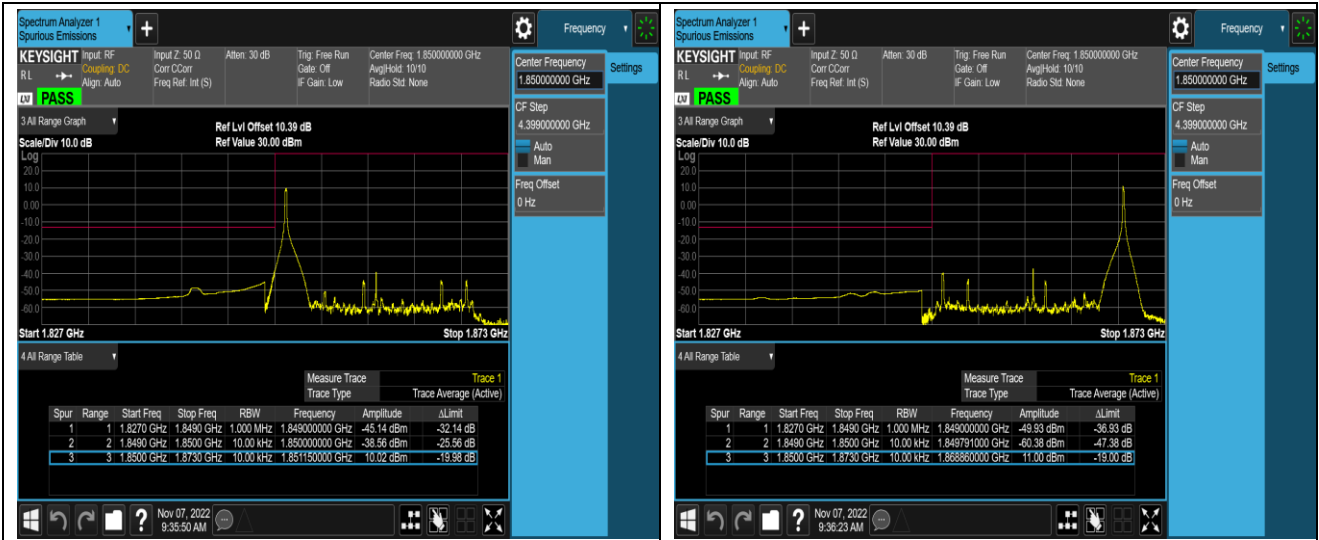 Spectrum Analyzer 1
Spurious Emissions
+
Frequency
KEYSIGHT Input: RF Input Z: 50 Ω Atten: 30 dB Trig: Free Run Center Freq: 1.850000000 GHz
Coupling: DC Corr CCorr Gate: Off Avg|Hold: 10/10
RL Align: Auto Freq Ref: Int (S) IF Gain: Low Radio Std: None
LXI PASS
Center Frequency
1.850000000 GHz
Settings
CF Step
4.399000000 GHz
Auto
Man
Freq Offset
0 Hz
3 All Range Graph
Ref Lvl Offset 10.39 dB
Scale/Div 10.0 dB Ref Value 30.00 dBm
Log
20.0
10.0
0.00
-10.0
-20.0
-30.0
-40.0
-50.0
-60.0
Start 1.827 GHz Stop 1.873 GHz
4 All Range Table
Measure Trace Trace 1
Trace Type Trace Average (Active)
Spur Range Start Freq Stop Freq RBW Frequency Amplitude ΔLimit
1 1 1.8270 GHz 1.8490 GHz 1.000 MHz 1.849000000 GHz -45.14 dBm -32.14 dB
2 2 1.8490 GHz 1.8500 GHz 10.00 kHz 1.850000000 GHz -38.56 dBm -25.56 dB
3 3 1.8500 GHz 1.8730 GHz 10.00 kHz 1.851150000 GHz 10.02 dBm -19.98 dB
?
Nov 07, 2022
9:35:50 AM
Spectrum Analyzer 1
Spurious Emissions
+
Frequency
KEYSIGHT Input: RF Input Z: 50 Ω Atten: 30 dB Trig: Free Run Center Freq: 1.850000000 GHz
Coupling: DC Corr CCorr Gate: Off Avg|Hold: 10/10
RL Align: Auto Freq Ref: Int (S) IF Gain: Low Radio Std: None
LXI PASS
Center Frequency
1.850000000 GHz
Settings
CF Step
4.399000000 GHz
Auto
Man
Freq Offset
0 Hz
3 All Range Graph
Ref Lvl Offset 10.39 dB
Scale/Div 10.0 dB Ref Value 30.00 dBm
Log
20.0
10.0
0.00
-10.0
-20.0
-30.0
-40.0
-50.0
-60.0
Start 1.827 GHz Stop 1.873 GHz
4 All Range Table
Measure Trace Trace 1
Trace Type Trace Average (Active)
Spur Range Start Freq Stop Freq RBW Frequency Amplitude ΔLimit
1 1 1.8270 GHz 1.8490 GHz 1.000 MHz 1.849000000 GHz -49.93 dBm -36.93 dB
2 2 1.8490 GHz 1.8500 GHz 10.00 kHz 1.849791000 GHz -60.38 dBm -47.38 dB
3 3 1.8500 GHz 1.8730 GHz 10.00 kHz 1.868860000 GHz 11.00 dBm -19.00 dB
?
Nov 07, 2022
9:36:23 AM